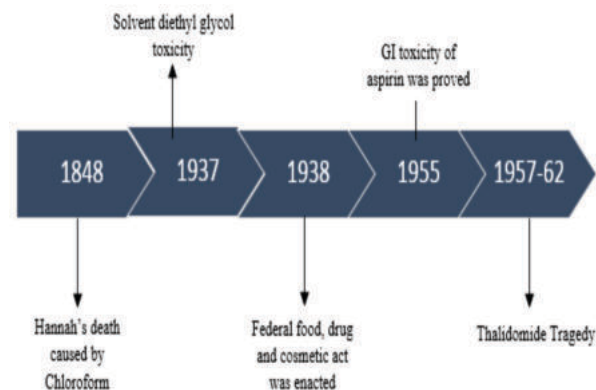 Solvent diethyl glycol
toxicity
GI toxicity of
aspirin was proved
1848
1937
1938
1955
1957-62
Hannah's death
caused by
Chloroform
Federal food, drug
and cosmetic act
was enacted
Thalidomide Tragedy